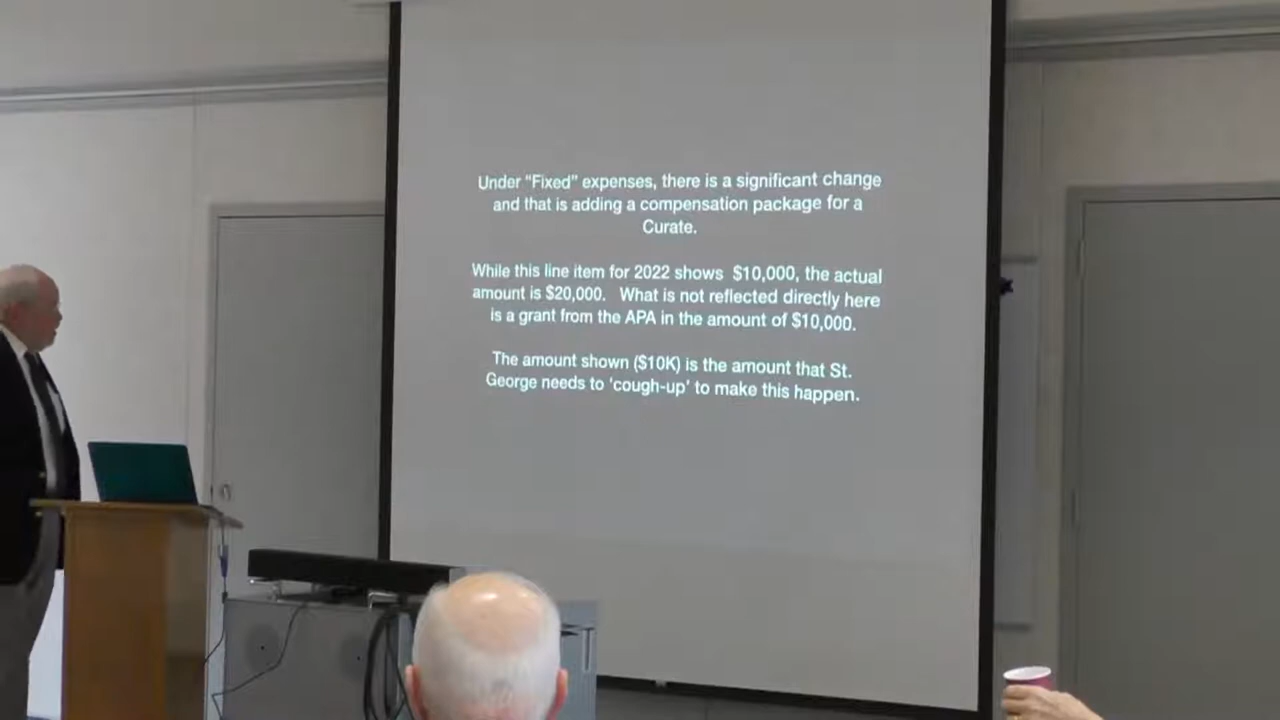 Under “Fixed” expenses, there is a significant change
and that is adding a compensation package for a
Curate.
While this line item for 2022 shows $10,000, the actual
amount is $20,000. What is not reflected directly here
is a grant from the APA in the amount of $10,000.
The amount shown ($10K) is the amount that St.
George needs to ‘cough-up’ to make this happen.